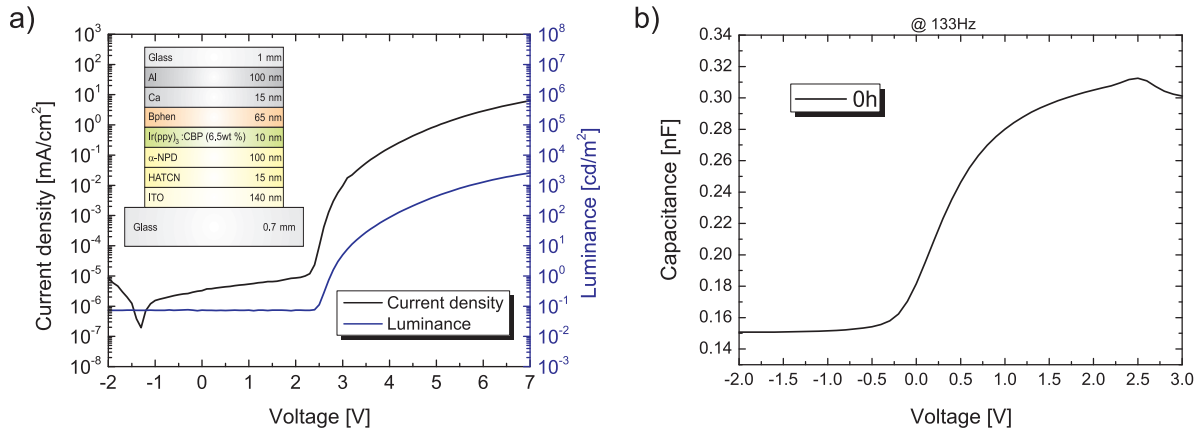 a)
10³
10²
10¹
10⁰
10⁻¹
10⁻²
10⁻³
10⁻⁴
10⁻⁵
10⁻⁶
10⁻⁷
10⁻⁸
Current density [mA/cm²]
Glass 1 mm
Al 100 nm
Ca 15 nm
Bphen 65 nm
Ir(ppy)₃ :CBP (6,5wt %) 10 nm
α-NPD 100 nm
HATCN 15 nm
ITO 140 nm
Glass 0.7 mm
Current density
Luminance
-2 -1 0 1 2 3 4 5 6 7
Voltage [V]
10⁸
10⁷
10⁶
10⁵
10⁴
10³
10²
10¹
10⁰
10⁻¹
10⁻²
10⁻³
Luminance [cd/m²]
b)
@ 133Hz
0.34
0.32
0.30
0.28
0.26
0.24
0.22
0.20
0.18
0.16
0.14
Capacitance [nF]
0h
-2.0 -1.5 -1.0 -0.5 0.0 0.5 1.0 1.5 2.0 2.5 3.0
Voltage [V]